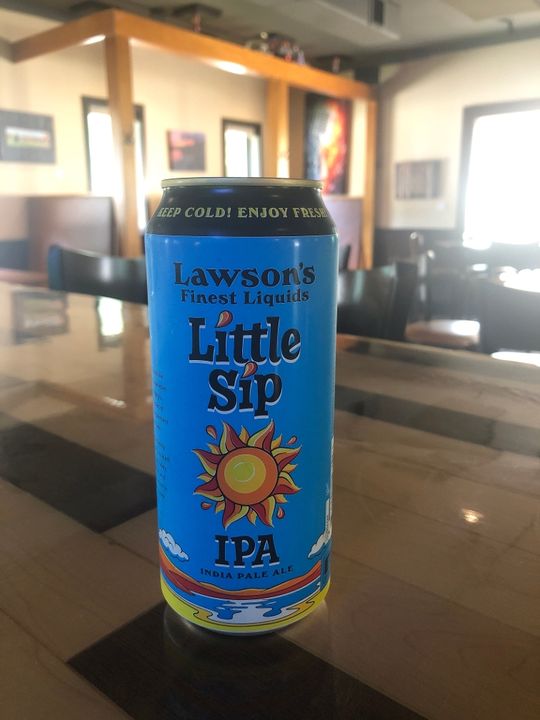 KEEP COLD! ENJOY FRESH
Lawson's
Finest Liquids
Little
Sip
IPA
INDIA PALE ALE